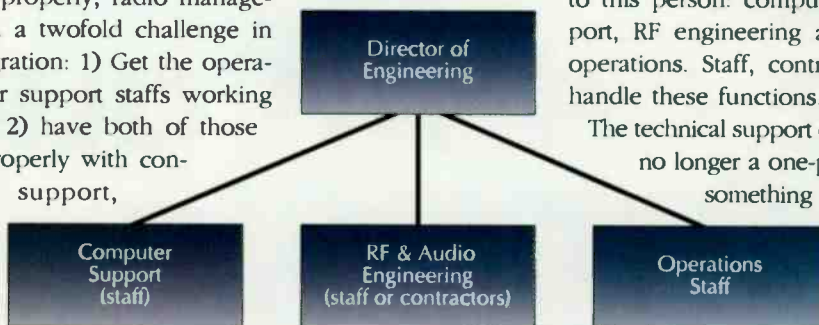 properly, radio manage-
a twofold challenge in
ration: 1) Get the opera-
r support staffs working
2) have both of those
roperly with con-
support,
to this person: compu
port, RF engineering a
operations. Staff, contr
handle these functions.
The technical support
no longer a one-p
something
Director of
Engineering
Computer
Support
(staff)
RF & Audio
Engineering
(staff or contractors)
Operations
Staff